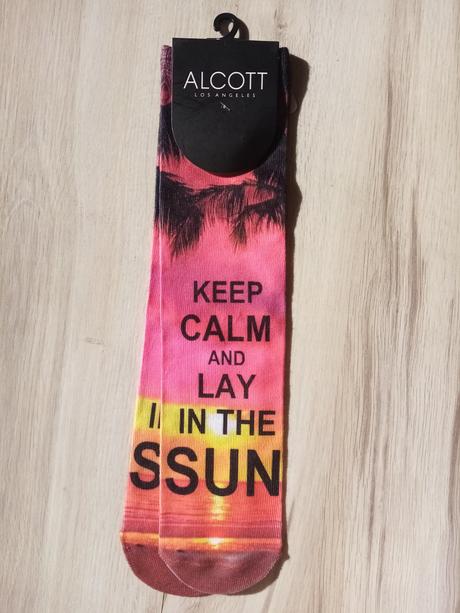 ALCOTT
LOS ANGELES
KEEP
CALM
AND
LAY
IN THE
SUN
I
S